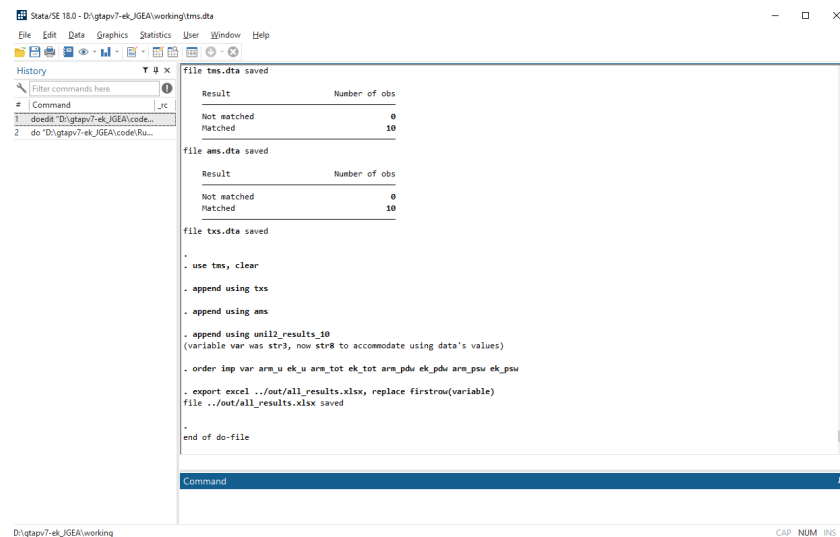 Stata/SE 18.0 - D:\gtapv7-ek_JGEA\working\tms.dta
File Edit Data Graphics Statistics User Window Help
History
Filter commands here
# Command _rc
1 doedit "D:\gtapv7-ek_JGEA\code...
2 do "D:\gtapv7-ek_JGEA\code\Ru...
file tms.dta saved
Result Number of obs
Not matched 0
Matched 10
file ams.dta saved
Result Number of obs
Not matched 0
Matched 10
file txs.dta saved
.
. use tms, clear
. append using txs
. append using ams
. append using unil2_results_10
(variable var was str3, now str8 to accommodate using data's values)
. order imp var arm_u ek_u arm_tot ek_tot arm_pdw ek_pdw arm_psw ek_psw
. export excel ../out/all_results.xlsx, replace firstrow(variable)
file ../out/all_results.xlsx saved
.
end of do-file
Command
D:\gtapv7-ek_JGEA\working
CAP NUM INS